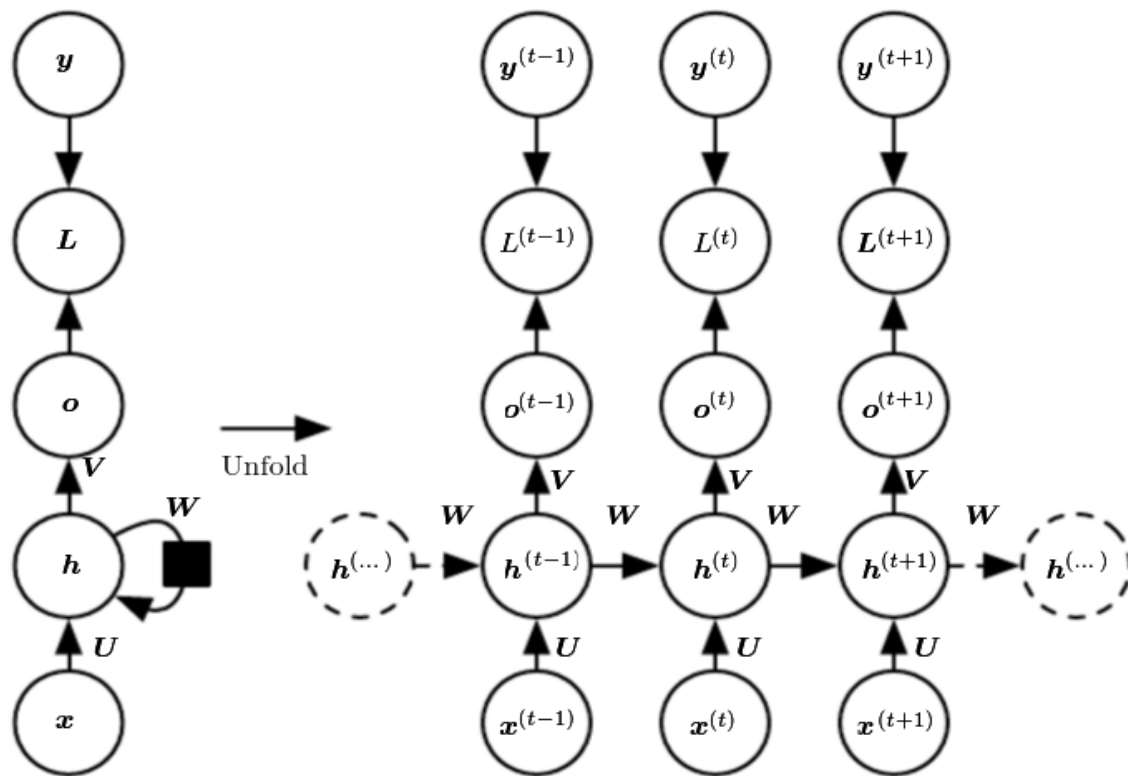 y y^(t−1) y^(t) y^(t+1)
L L^(t−1) L^(t) L^(t+1)
o o^(t−1) o^(t) o^(t+1)
Unfold
V V V V
W W W W W
h h^(...) h^(t−1) h^(t) h^(t+1) h^(...)
U U U U
x x^(t−1) x^(t) x^(t+1)